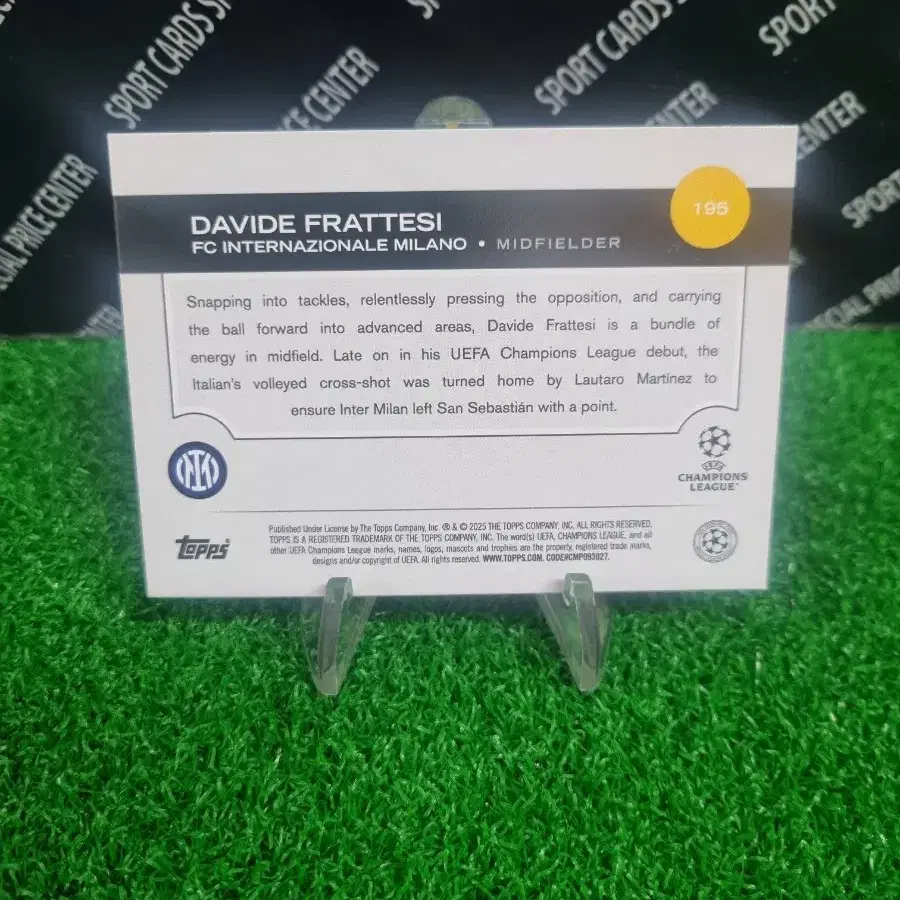 SPORT CARDS
SPORT CARDS
SPORT
PRICE CENTER
CENTER
CENTER
SPORT
195
DAVIDE FRATTESI
FC INTERNAZIONALE MILANO • MIDFIELDER
Snapping into tackles, relentlessly pressing the opposition, and carrying
the ball forward into advanced areas, Davide Frattesi is a bundle of
energy in midfield. Late on in his UEFA Champions League debut, the
Italian's volleyed cross-shot was turned home by Lautaro Martínez to
ensure Inter Milan left San Sebastián with a point.
UEFA
CHAMPIONS
LEAGUE
topps
Published Under License by The Topps Company, Inc. ® & © 2025 THE TOPPS COMPANY, INC. ALL RIGHTS RESERVED.
TOPPS IS A REGISTERED TRADEMARK OF THE TOPPS COMPANY, INC. The word(s) UEFA, CHAMPIONS LEAGUE, and all
other UEFA Champions League marks, names, logos, mascots and trophies are the property, registered trade marks,
designs and/or copyright of UEFA. All rights reserved. WWW.TOPPS.COM. CODE#CMP093027.